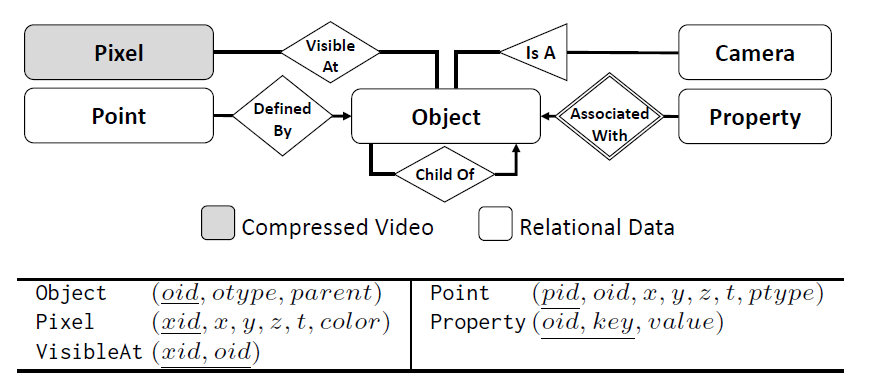 Pixel
Visible
At
Is A
Camera
Point
Defined
By
Object
Associated
With
Property
Child Of
Compressed Video
Relational Data
Object (oid, otype, parent)
Pixel (xid, x, y, z, t, color)
VisibleAt (xid, oid)
Point (pid, oid, x, y, z, t, ptype)
Property (oid, key, value)